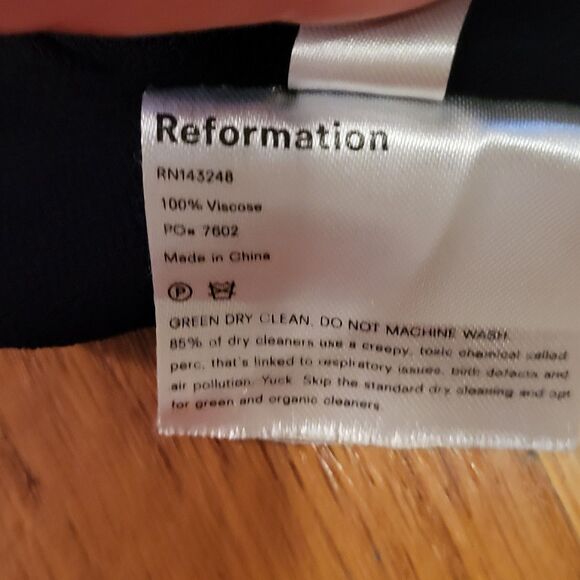 Reformation
RN143248
100% Viscose
PO# 7602
Made in China
P
GREEN DRY CLEAN. DO NOT MACHINE WASH.
85% of dry cleaners use a creepy, toxic chemical called
perc, that's linked to respiratory issues, birth defects and
air pollution. Yuck. Skip the standard dry cleaning and opt
for green and organic cleaners.